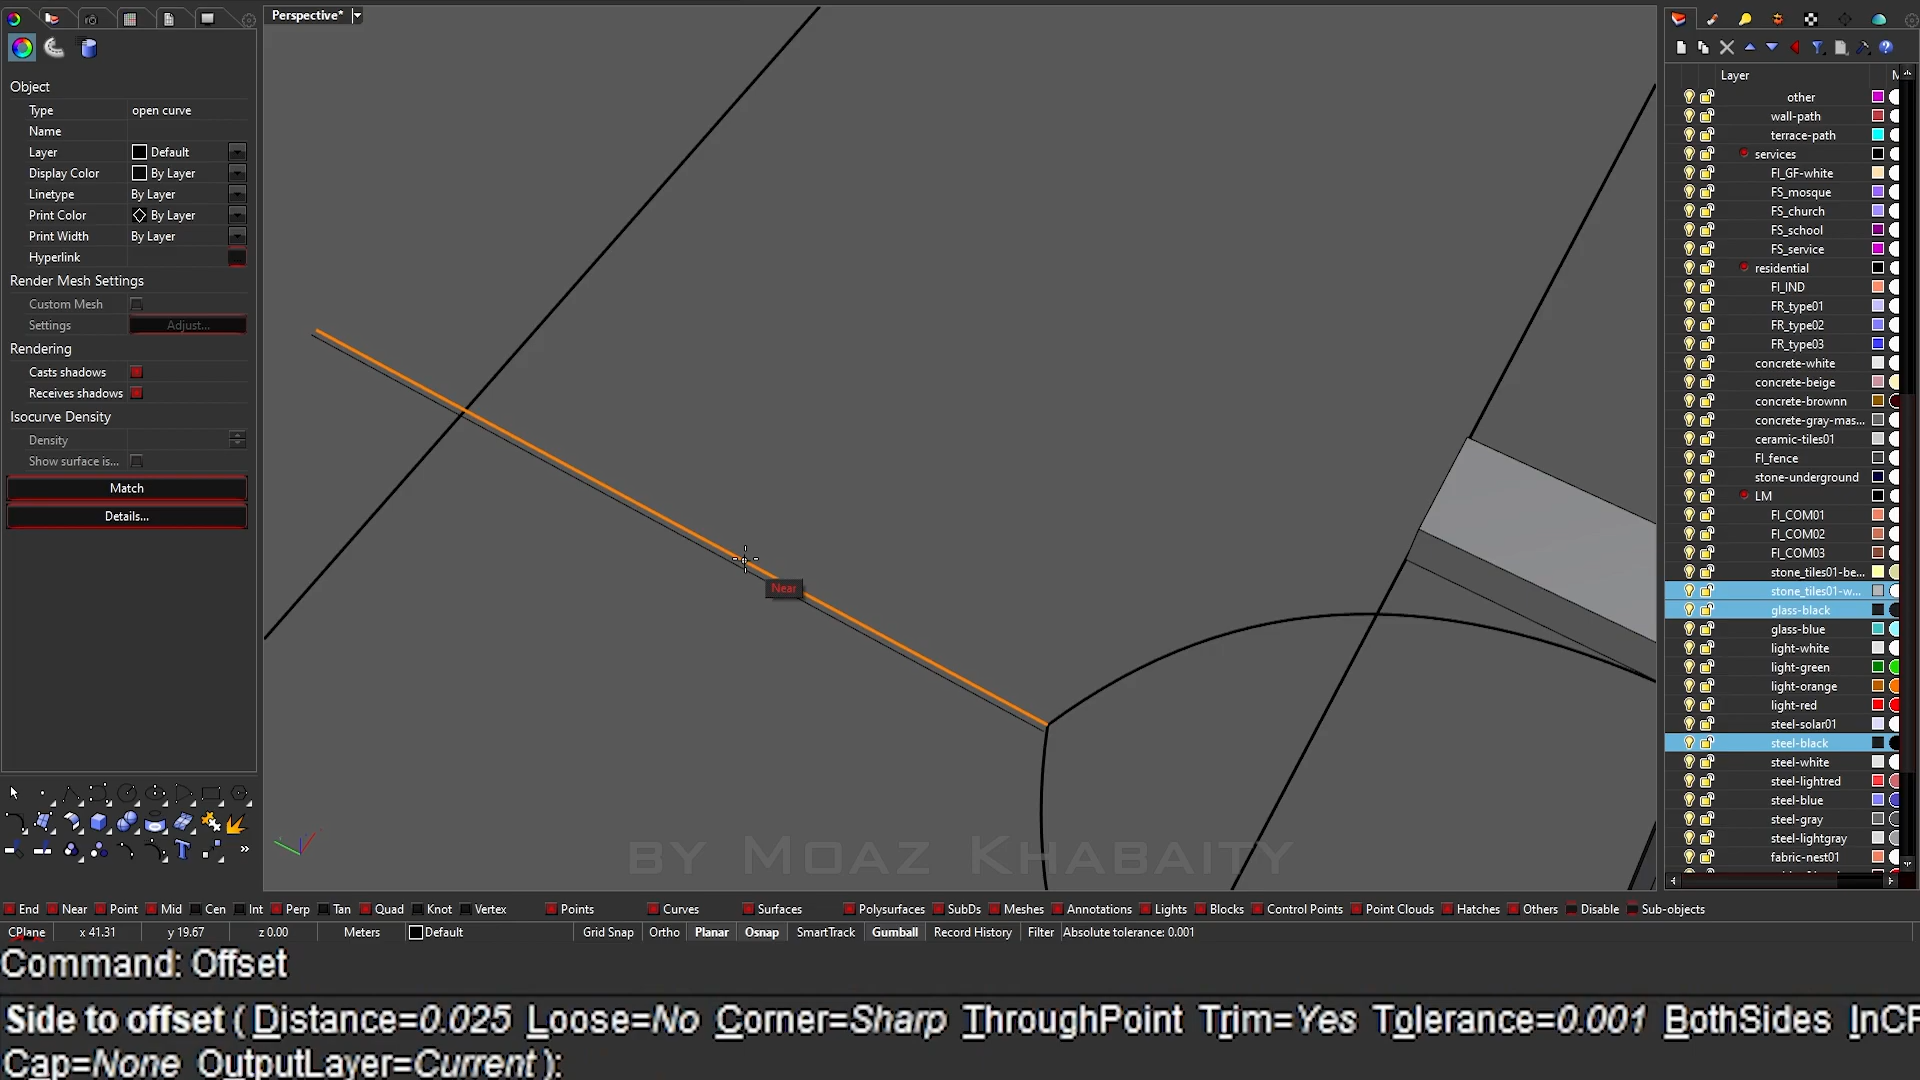 Perspective*
Object
Type open curve
Name
Layer Default
Display Color By Layer
Linetype By Layer
Print Color By Layer
Print Width By Layer
Hyperlink
Render Mesh Settings
Custom Mesh
Settings Adjust...
Rendering
Casts shadows
Receives shadows
Isocurve Density
Density
Show surface is...
Match
Details...
Near
BY MOAZ KHABAITY
Layer M
other
wall-path
terrace-path
services
FI_GF-white
FS_mosque
FS_church
FS_school
FS_service
residential
FI_IND
FR_type01
FR_type02
FR_type03
concrete-white
concrete-beige
concrete-brownn
concrete-gray-mas...
ceramic-tiles01
FI_fence
stone-underground
LM
FI_COM01
FI_COM02
FI_COM03
stone_tiles01-be...
stone_tiles01-w...
glass-black
glass-blue
light-white
light-green
light-orange
light-red
steel-solar01
steel-black
steel-white
steel-lightred
steel-blue
steel-gray
steel-lightgray
fabric-nest01
End Near Point Mid Cen Int Perp Tan Quad Knot Vertex Points Curves Surfaces Polysurfaces SubDs Meshes Annotations Lights Blocks Control Points Point Clouds Hatches Others Disable Sub-objects
CPlane x 41.31 y 19.67 z 0.00 Meters Default Grid Snap Ortho Planar Osnap SmartTrack Gumball Record History Filter Absolute tolerance: 0.001
Command: Offset
Side to offset ( Distance=0.025 Loose=No Corner=Sharp ThroughPoint Trim=Yes Tolerance=0.001 BothSides InCP
Cap=None OutputLayer=Current ):